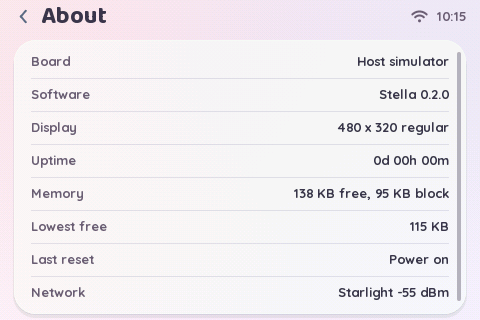 About
10:15
Board Host simulator
Software Stella 0.2.0
Display 480 x 320 regular
Uptime 0d 00h 00m
Memory 138 KB free, 95 KB block
Lowest free 115 KB
Last reset Power on
Network Starlight -55 dBm